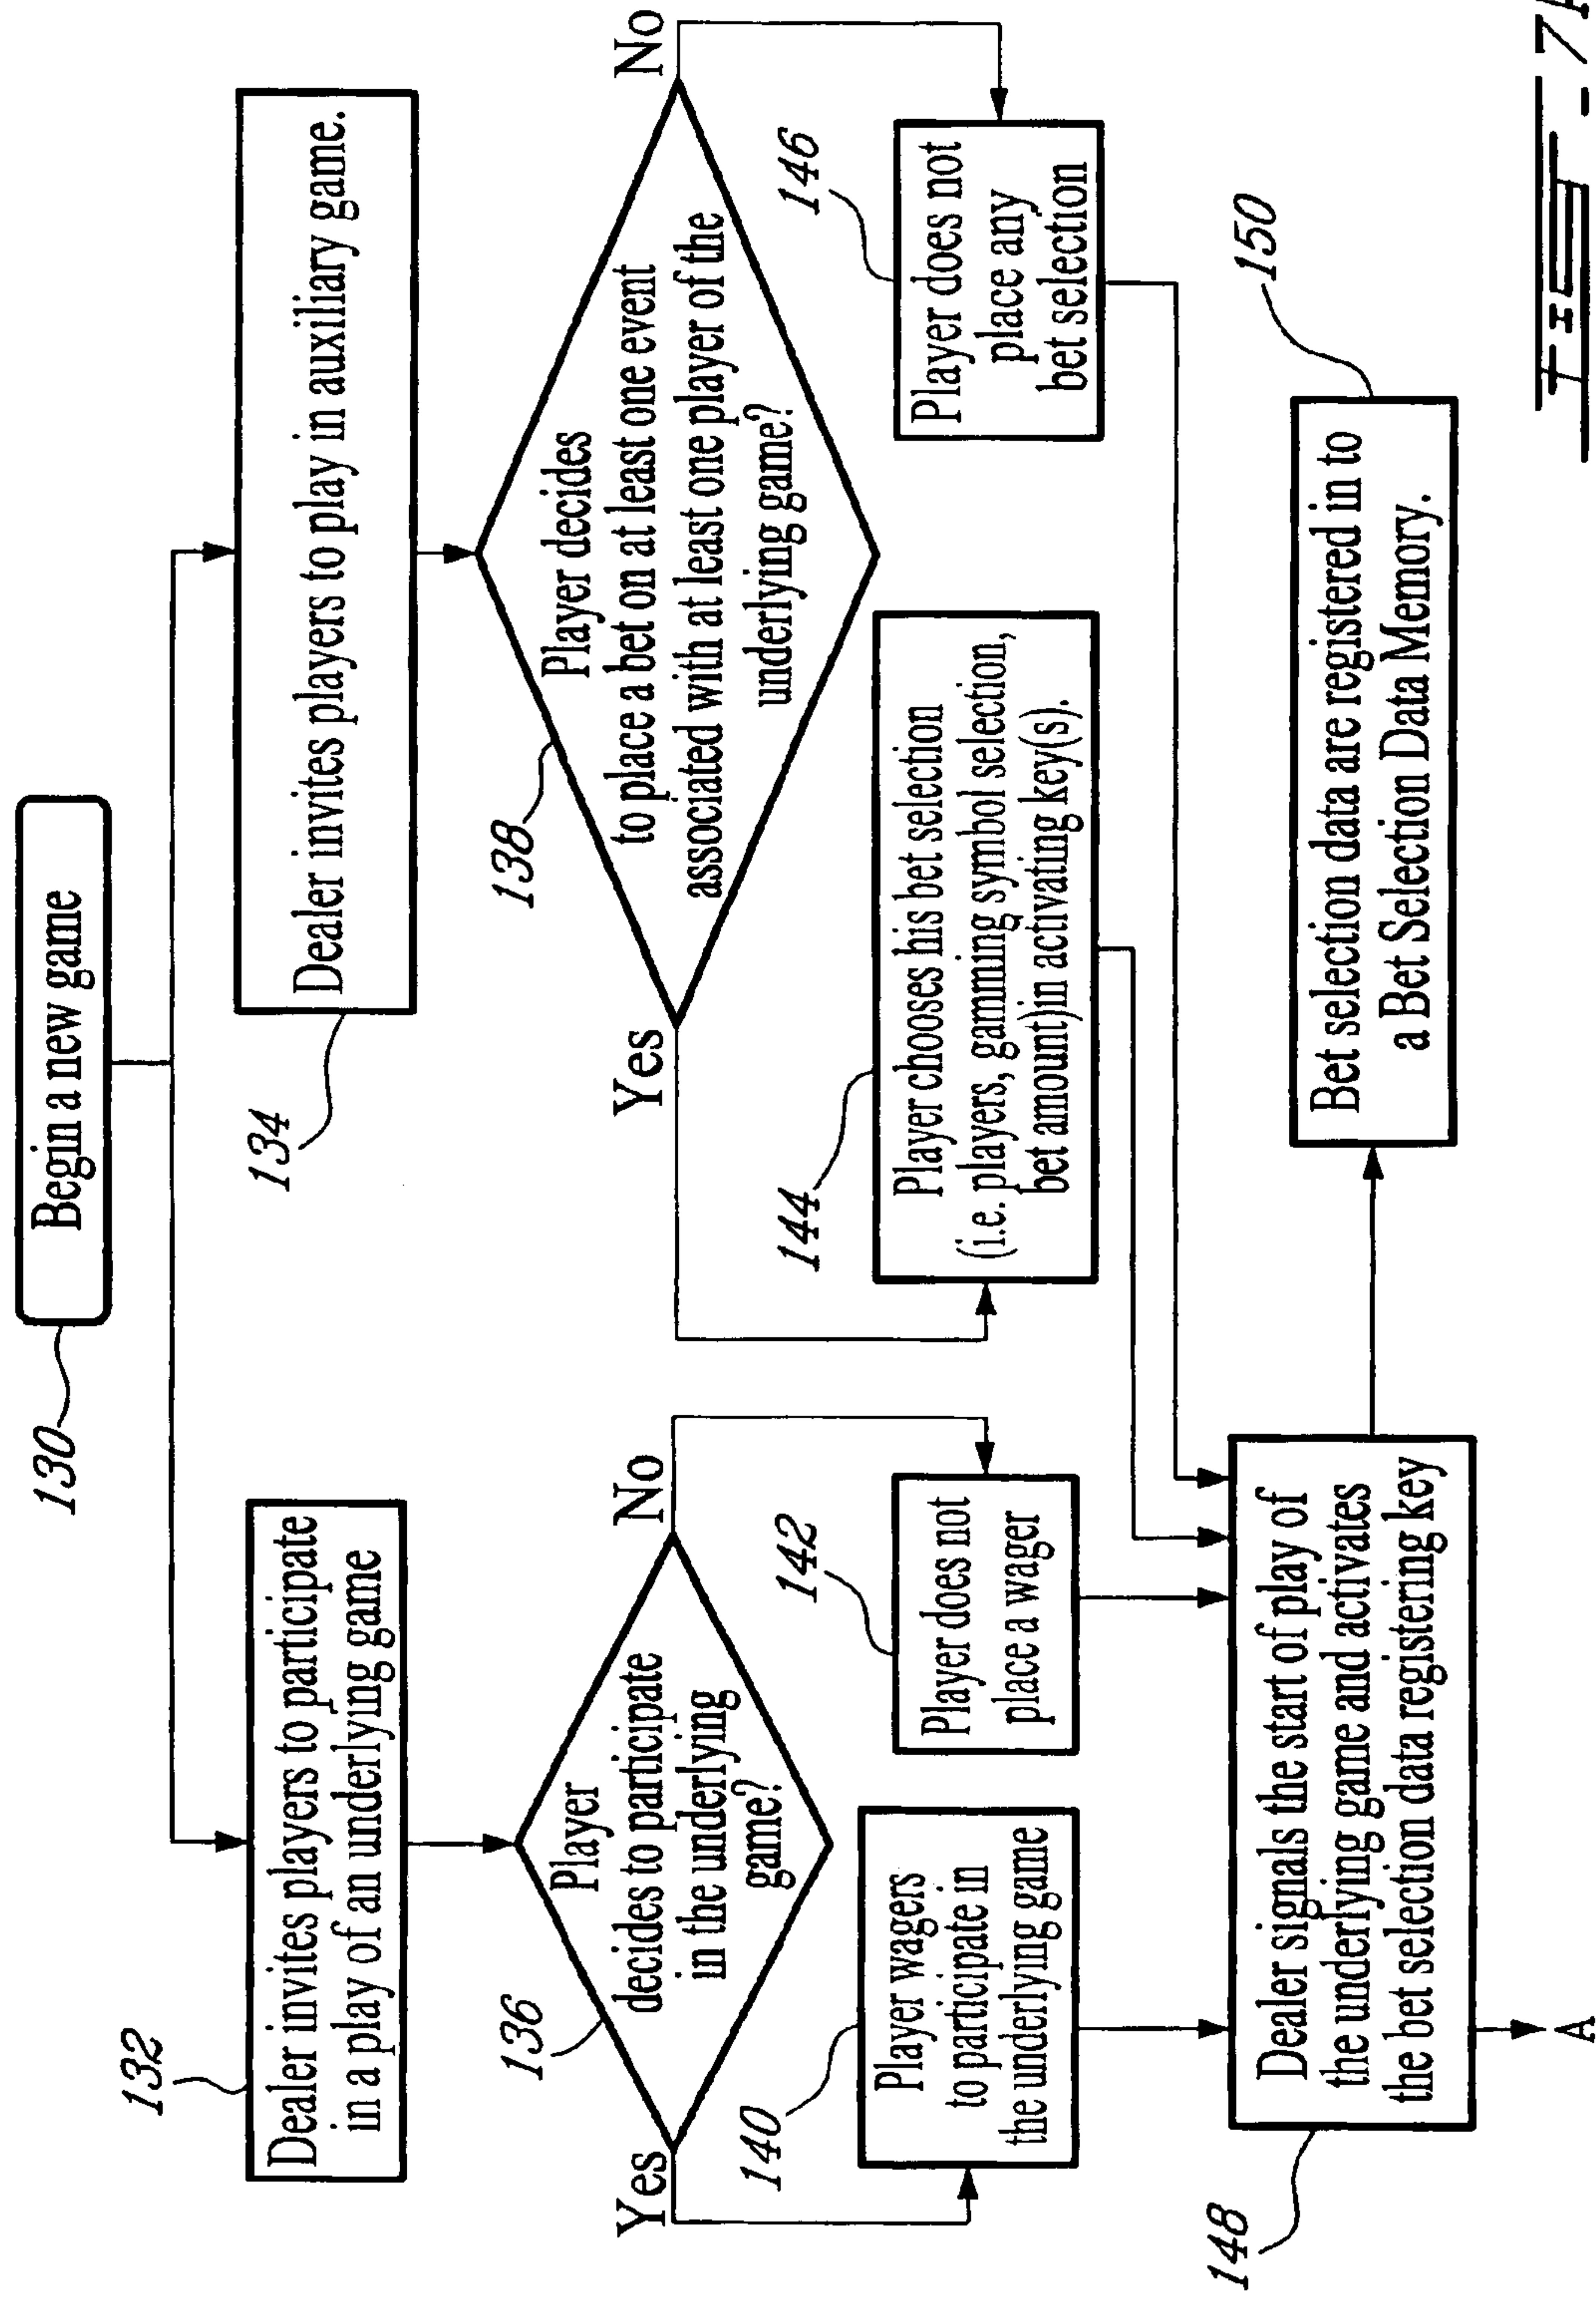 130
Begin a new game
132
Dealer invites players to participate
in a play of an underlying game
134
Dealer invites players to play in auxiliary game.
136
Player
decides to participate
in the underlying
game?
Yes
No
138
Player decides
to place a bet on at least one event
associated with at least one player of the
underlying game?
Yes
No
140
Player wagers
to participate in
the underlying game
142
Player does not
place a wager
144
Player chooses his bet selection
(i.e. players, gamming symbol selection,
bet amount)in activating key(s).
146
Player does not
place any
bet selection
148
Dealer signals the start of play of
the underlying game and activates
the bet selection data registering key
150
Bet selection data are registered in to
a Bet Selection Data Memory.
A
FIG - 7A